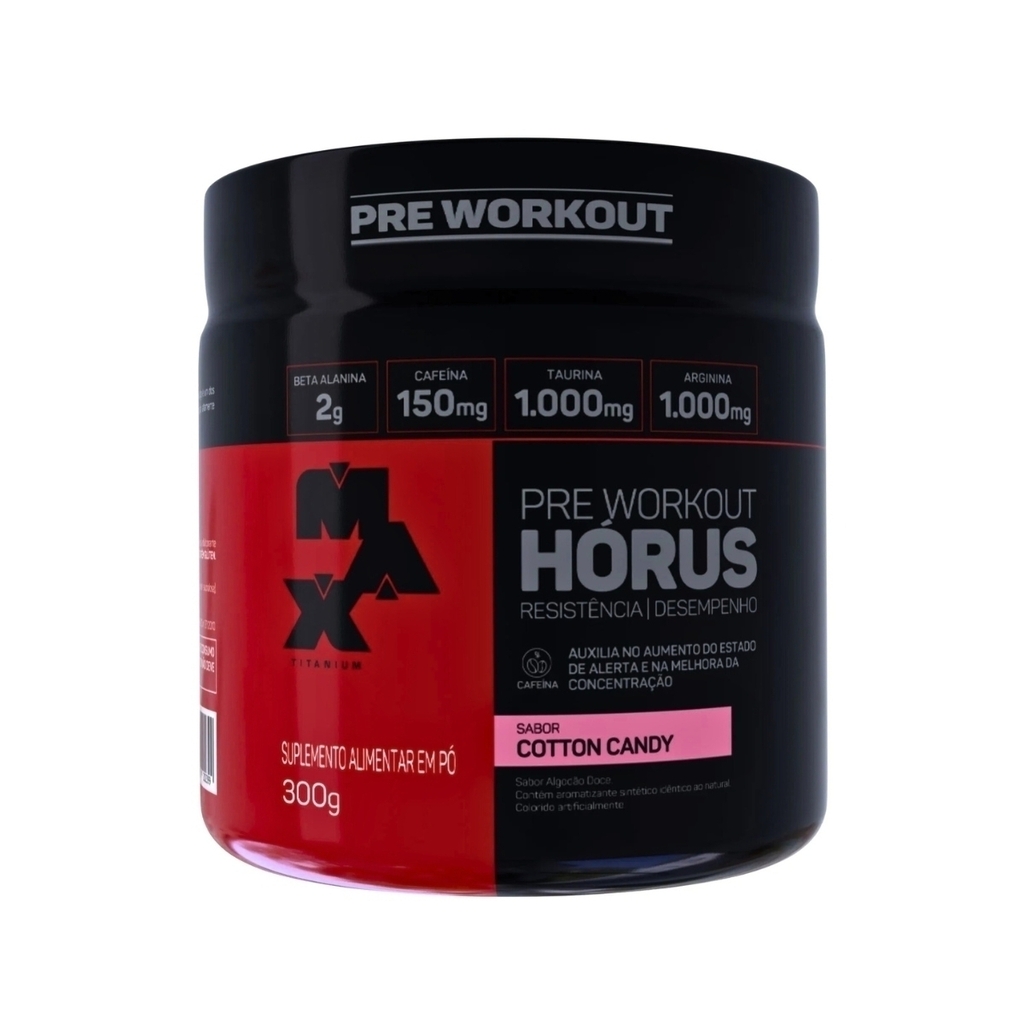 PRE WORKOUT
BETA ALANINA
2g
CAFEÍNA
150mg
TAURINA
1.000mg
ARGININA
1.000mg
MAX
TITANIUM
SUPLEMENTO ALIMENTAR EM PÓ
300g
PRE WORKOUT
HÓRUS
RESISTÊNCIA | DESEMPENHO
CAFEÍNA
AUXILIA NO AUMENTO DO ESTADO
DE ALERTA E NA MELHORA DA
CONCENTRAÇÃO
SABOR
COTTON CANDY
Sabor Algodão Doce.
Contém aromatizante sintético idêntico ao natural.
Colorido artificialmente.